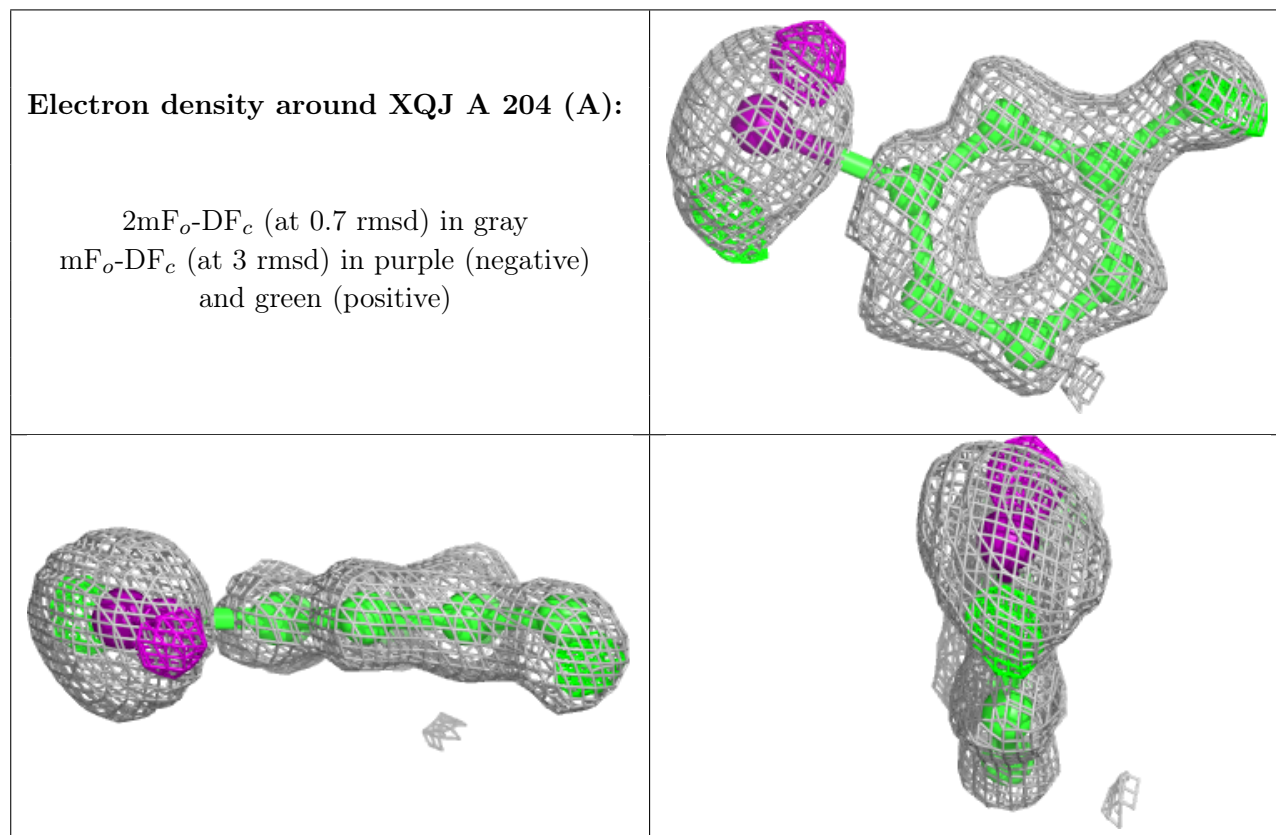 Electron density around XQJ A 204 (A):
2mFo-DFc (at 0.7 rmsd) in gray
mFo-DFc (at 3 rmsd) in purple (negative)
and green (positive)